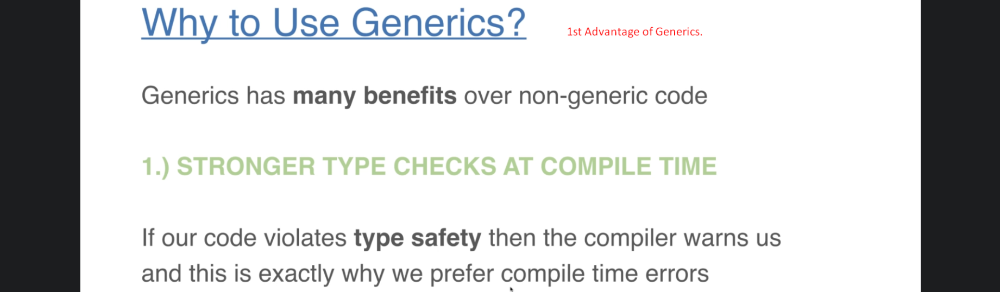 Why to Use Generics?
1st Advantage of Generics.
Generics has many benefits over non-generic code
1.) STRONGER TYPE CHECKS AT COMPILE TIME
If our code violates type safety then the compiler warns us
and this is exactly why we prefer compile time errors